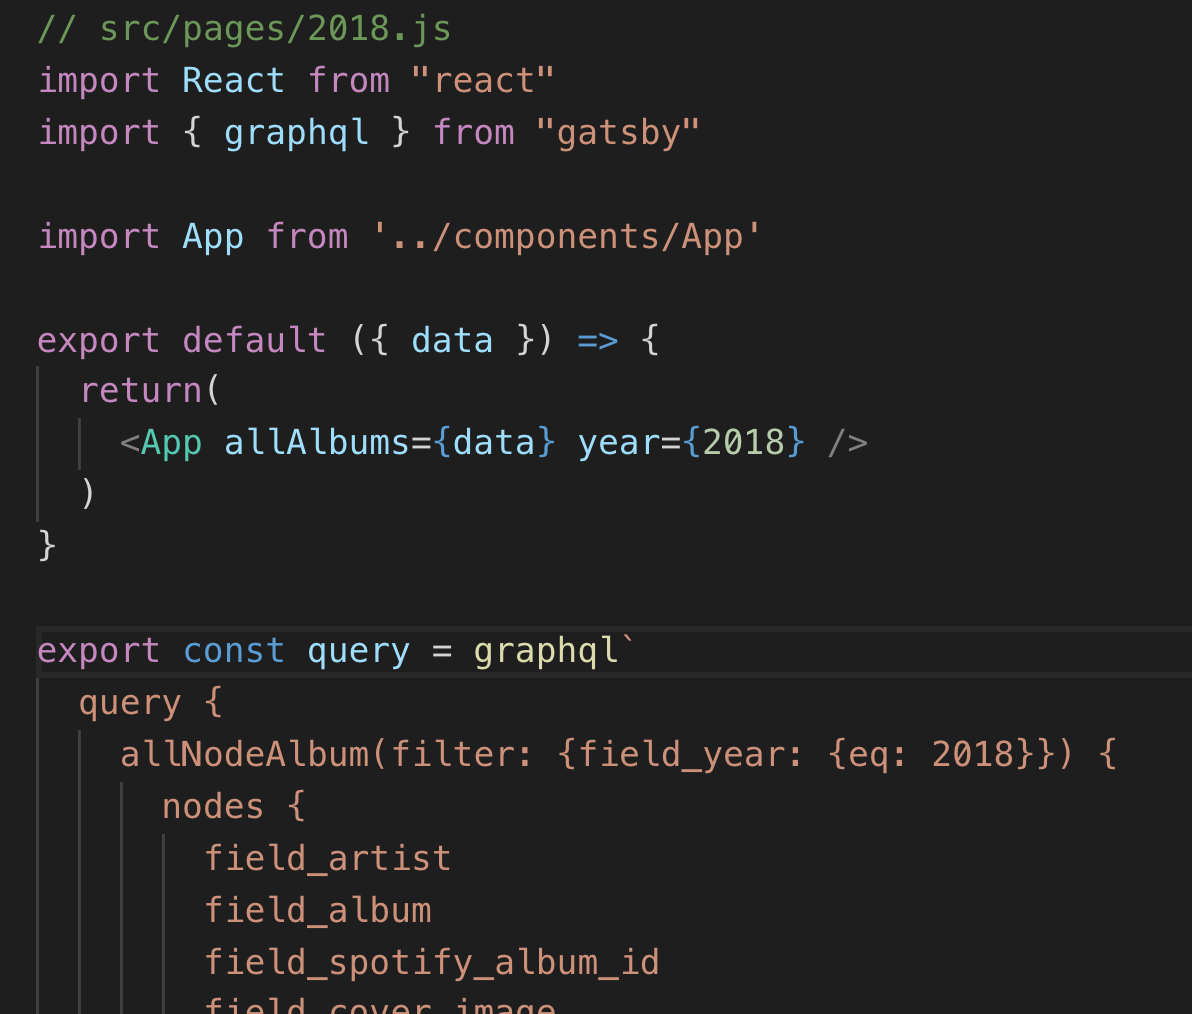 // src/pages/2018.js
import React from "react"
import { graphql } from "gatsby"
import App from '../components/App'
export default ({ data }) => {
return(
<App allAlbums={data} year={2018} />
)
}
export const query = graphql`
query {
allNodeAlbum(filter: {field_year: {eq: 2018}}) {
nodes {
field_artist
field_album
field_spotify_album_id
field_cover_image